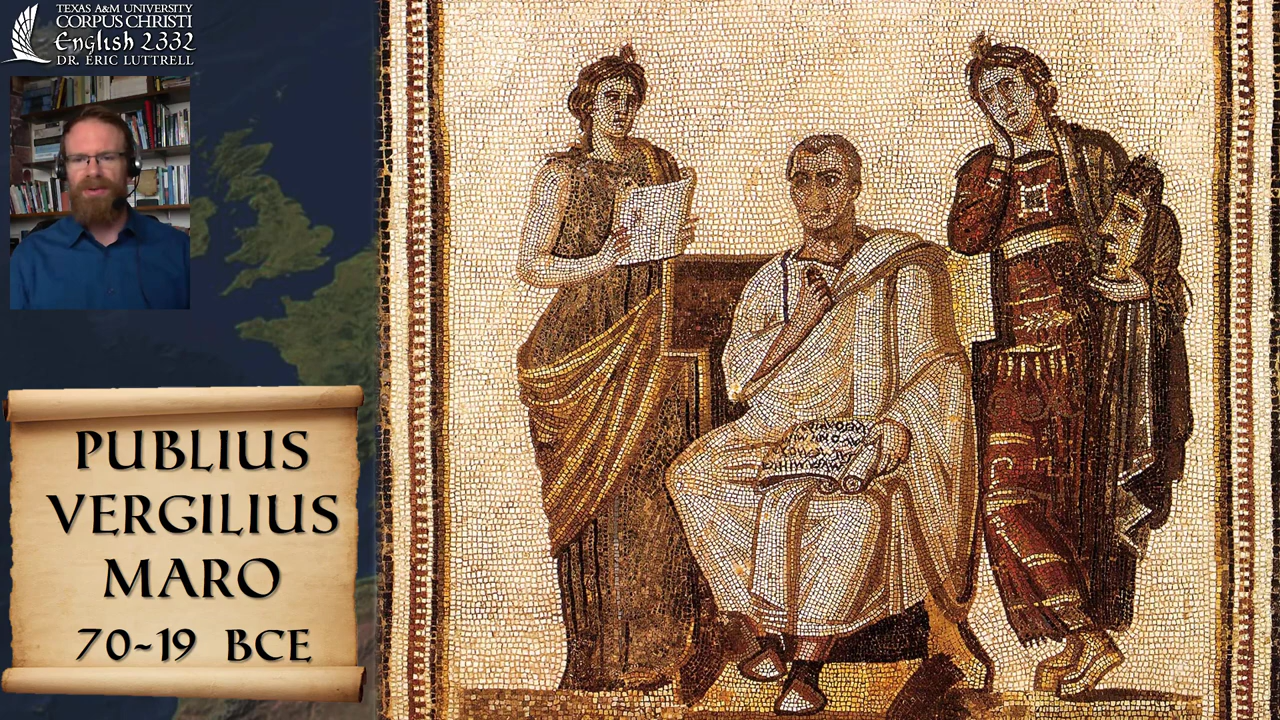 TEXAS A&M UNIVERSITY
CORPUS CHRISTI
English 2332
DR. ERIC LUTTRELL
PUBLIUS
VERGILIUS
MARO
70-19 BCE